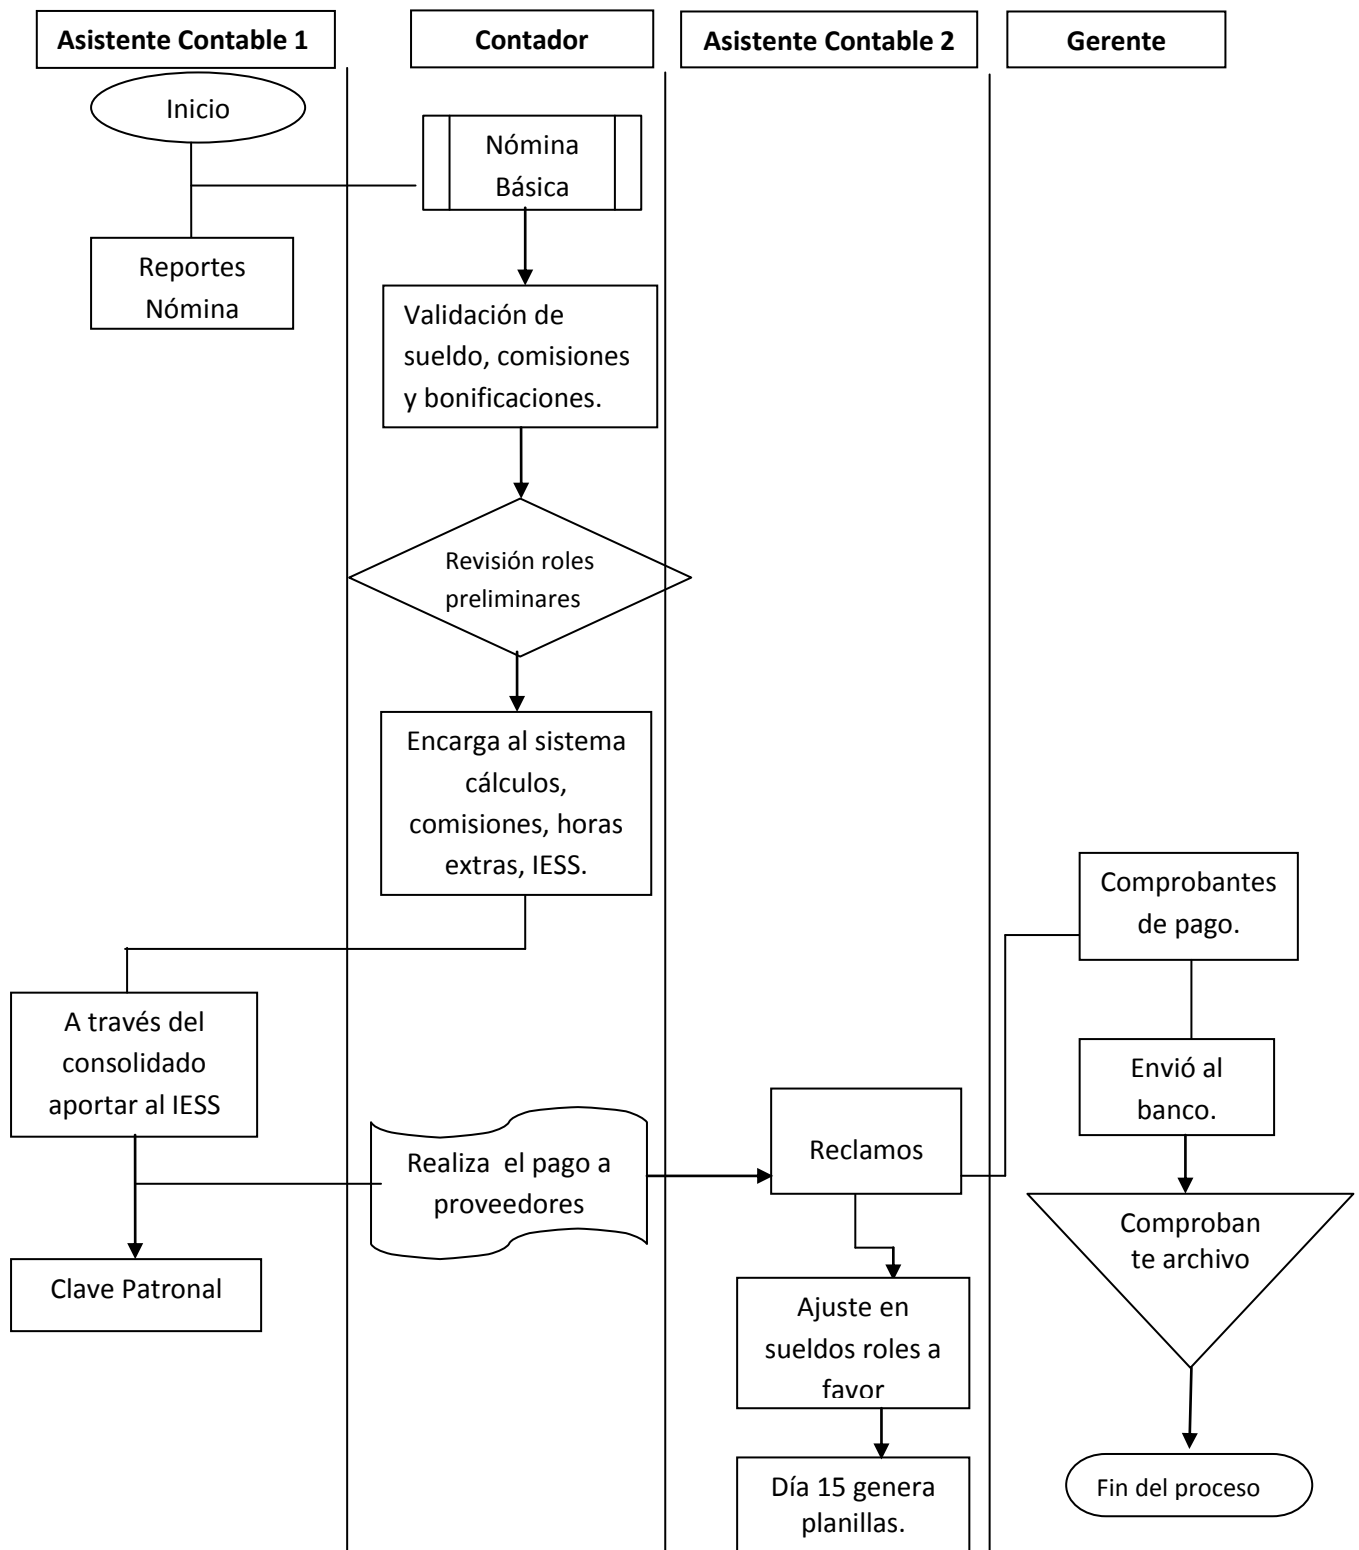 Asistente Contable 1
Contador
Asistente Contable 2
Gerente
Inicio
Nómina
Básica
Reportes
Nómina
Validación de
sueldo, comisiones
y bonificaciones.
Revisión roles
preliminares
Encarga al sistema
cálculos,
comisiones, horas
extras, IESS.
Comprobantes
de pago.
A través del
consolidado
aportar al IESS
Envió al
banco.
Realiza el pago a
proveedores
Reclamos
Comproban
te archivo
Clave Patronal
Ajuste en
sueldos roles a
favor
Día 15 genera
planillas.
Fin del proceso